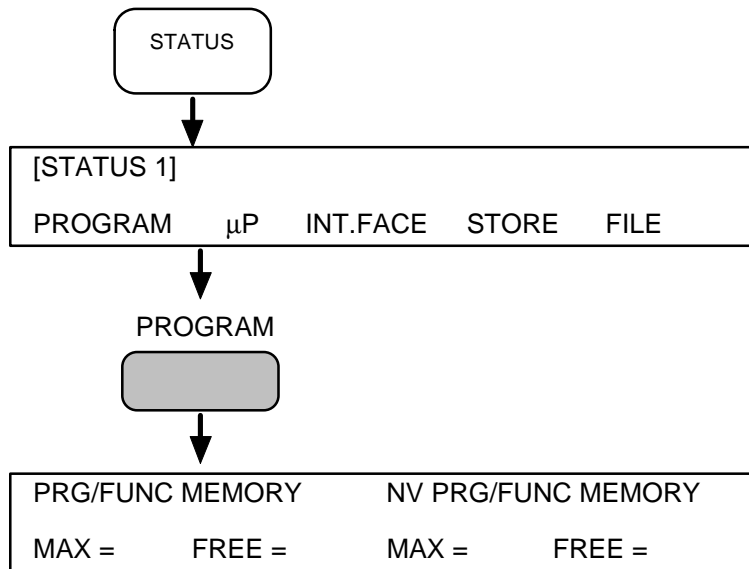 STATUS
[STATUS 1]
PROGRAM μP INT.FACE STORE FILE
PROGRAM
PRG/FUNC MEMORY NV PRG/FUNC MEMORY
MAX = FREE = MAX = FREE =